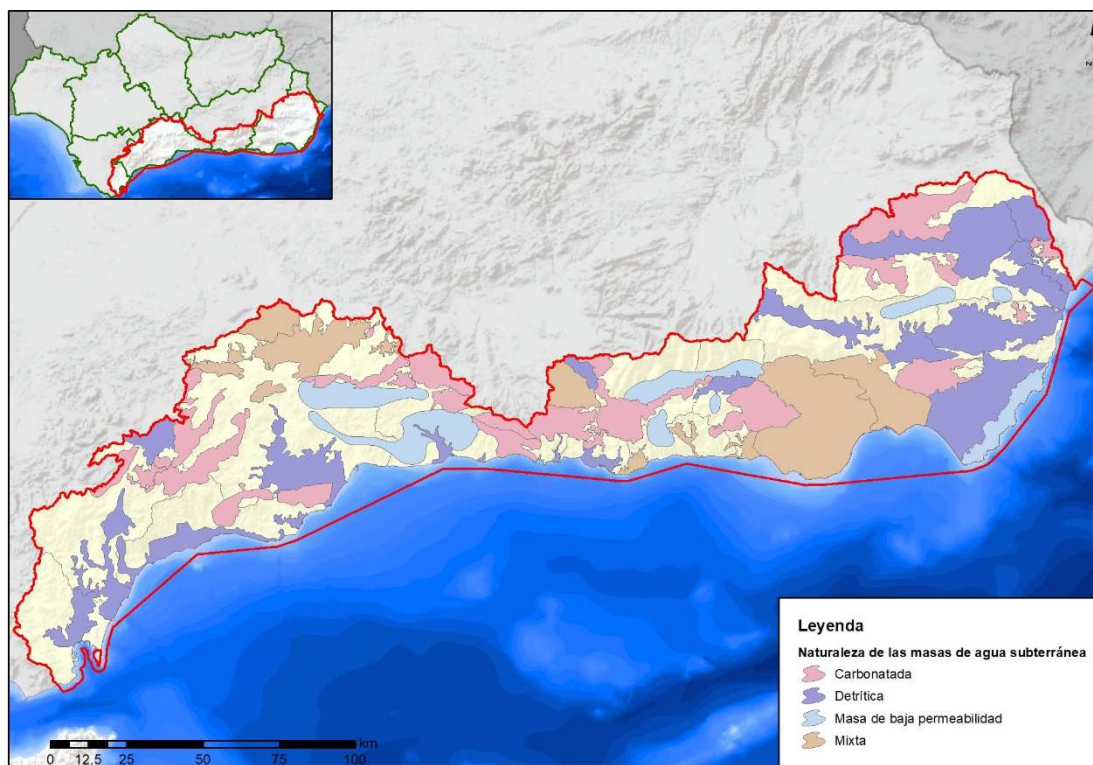 Leyenda
Naturaleza de las masas de agua subterránea
Carbonatada
Detrítica
Masa de baja permeabilidad
Mixta
km
0 12,5 25 50 75 100